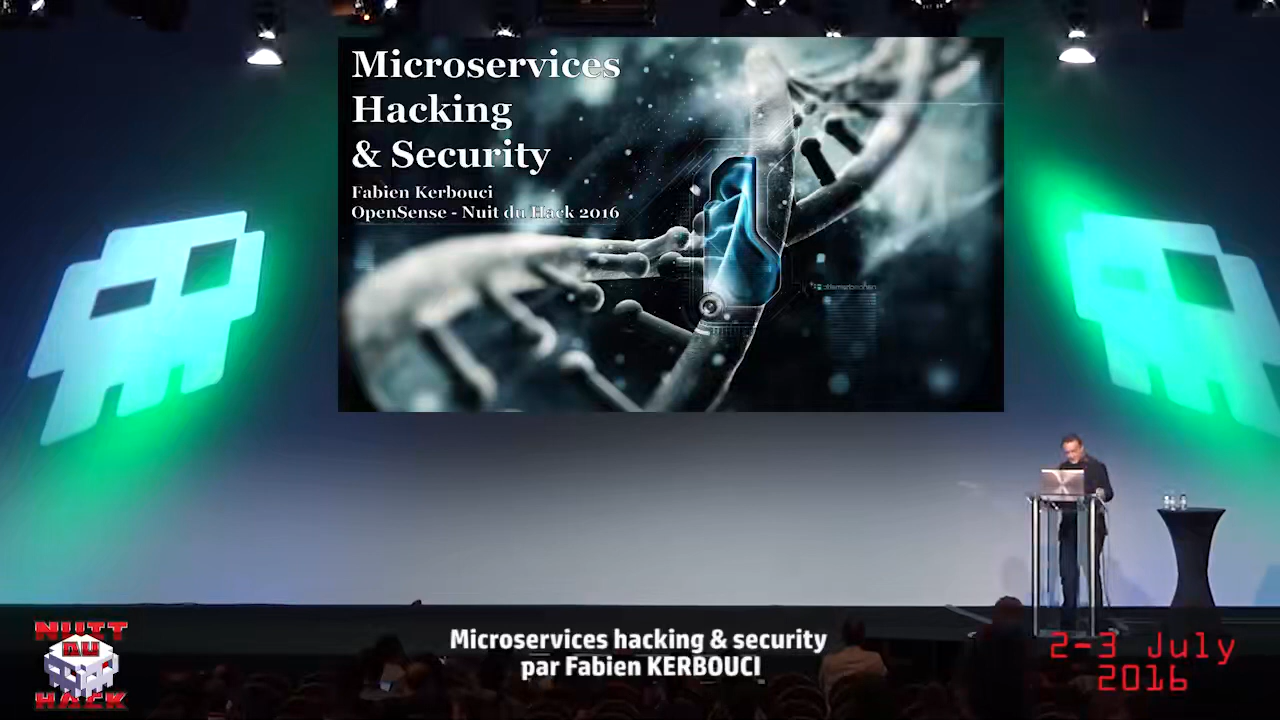 Microservices
Hacking
& Security
Fabien Kerbouci
OpenSense - Nuit du Hack 2016
NUIT
DU
HACK
Microservices hacking & security
par Fabien KERBOUCI
2-3 July
2016